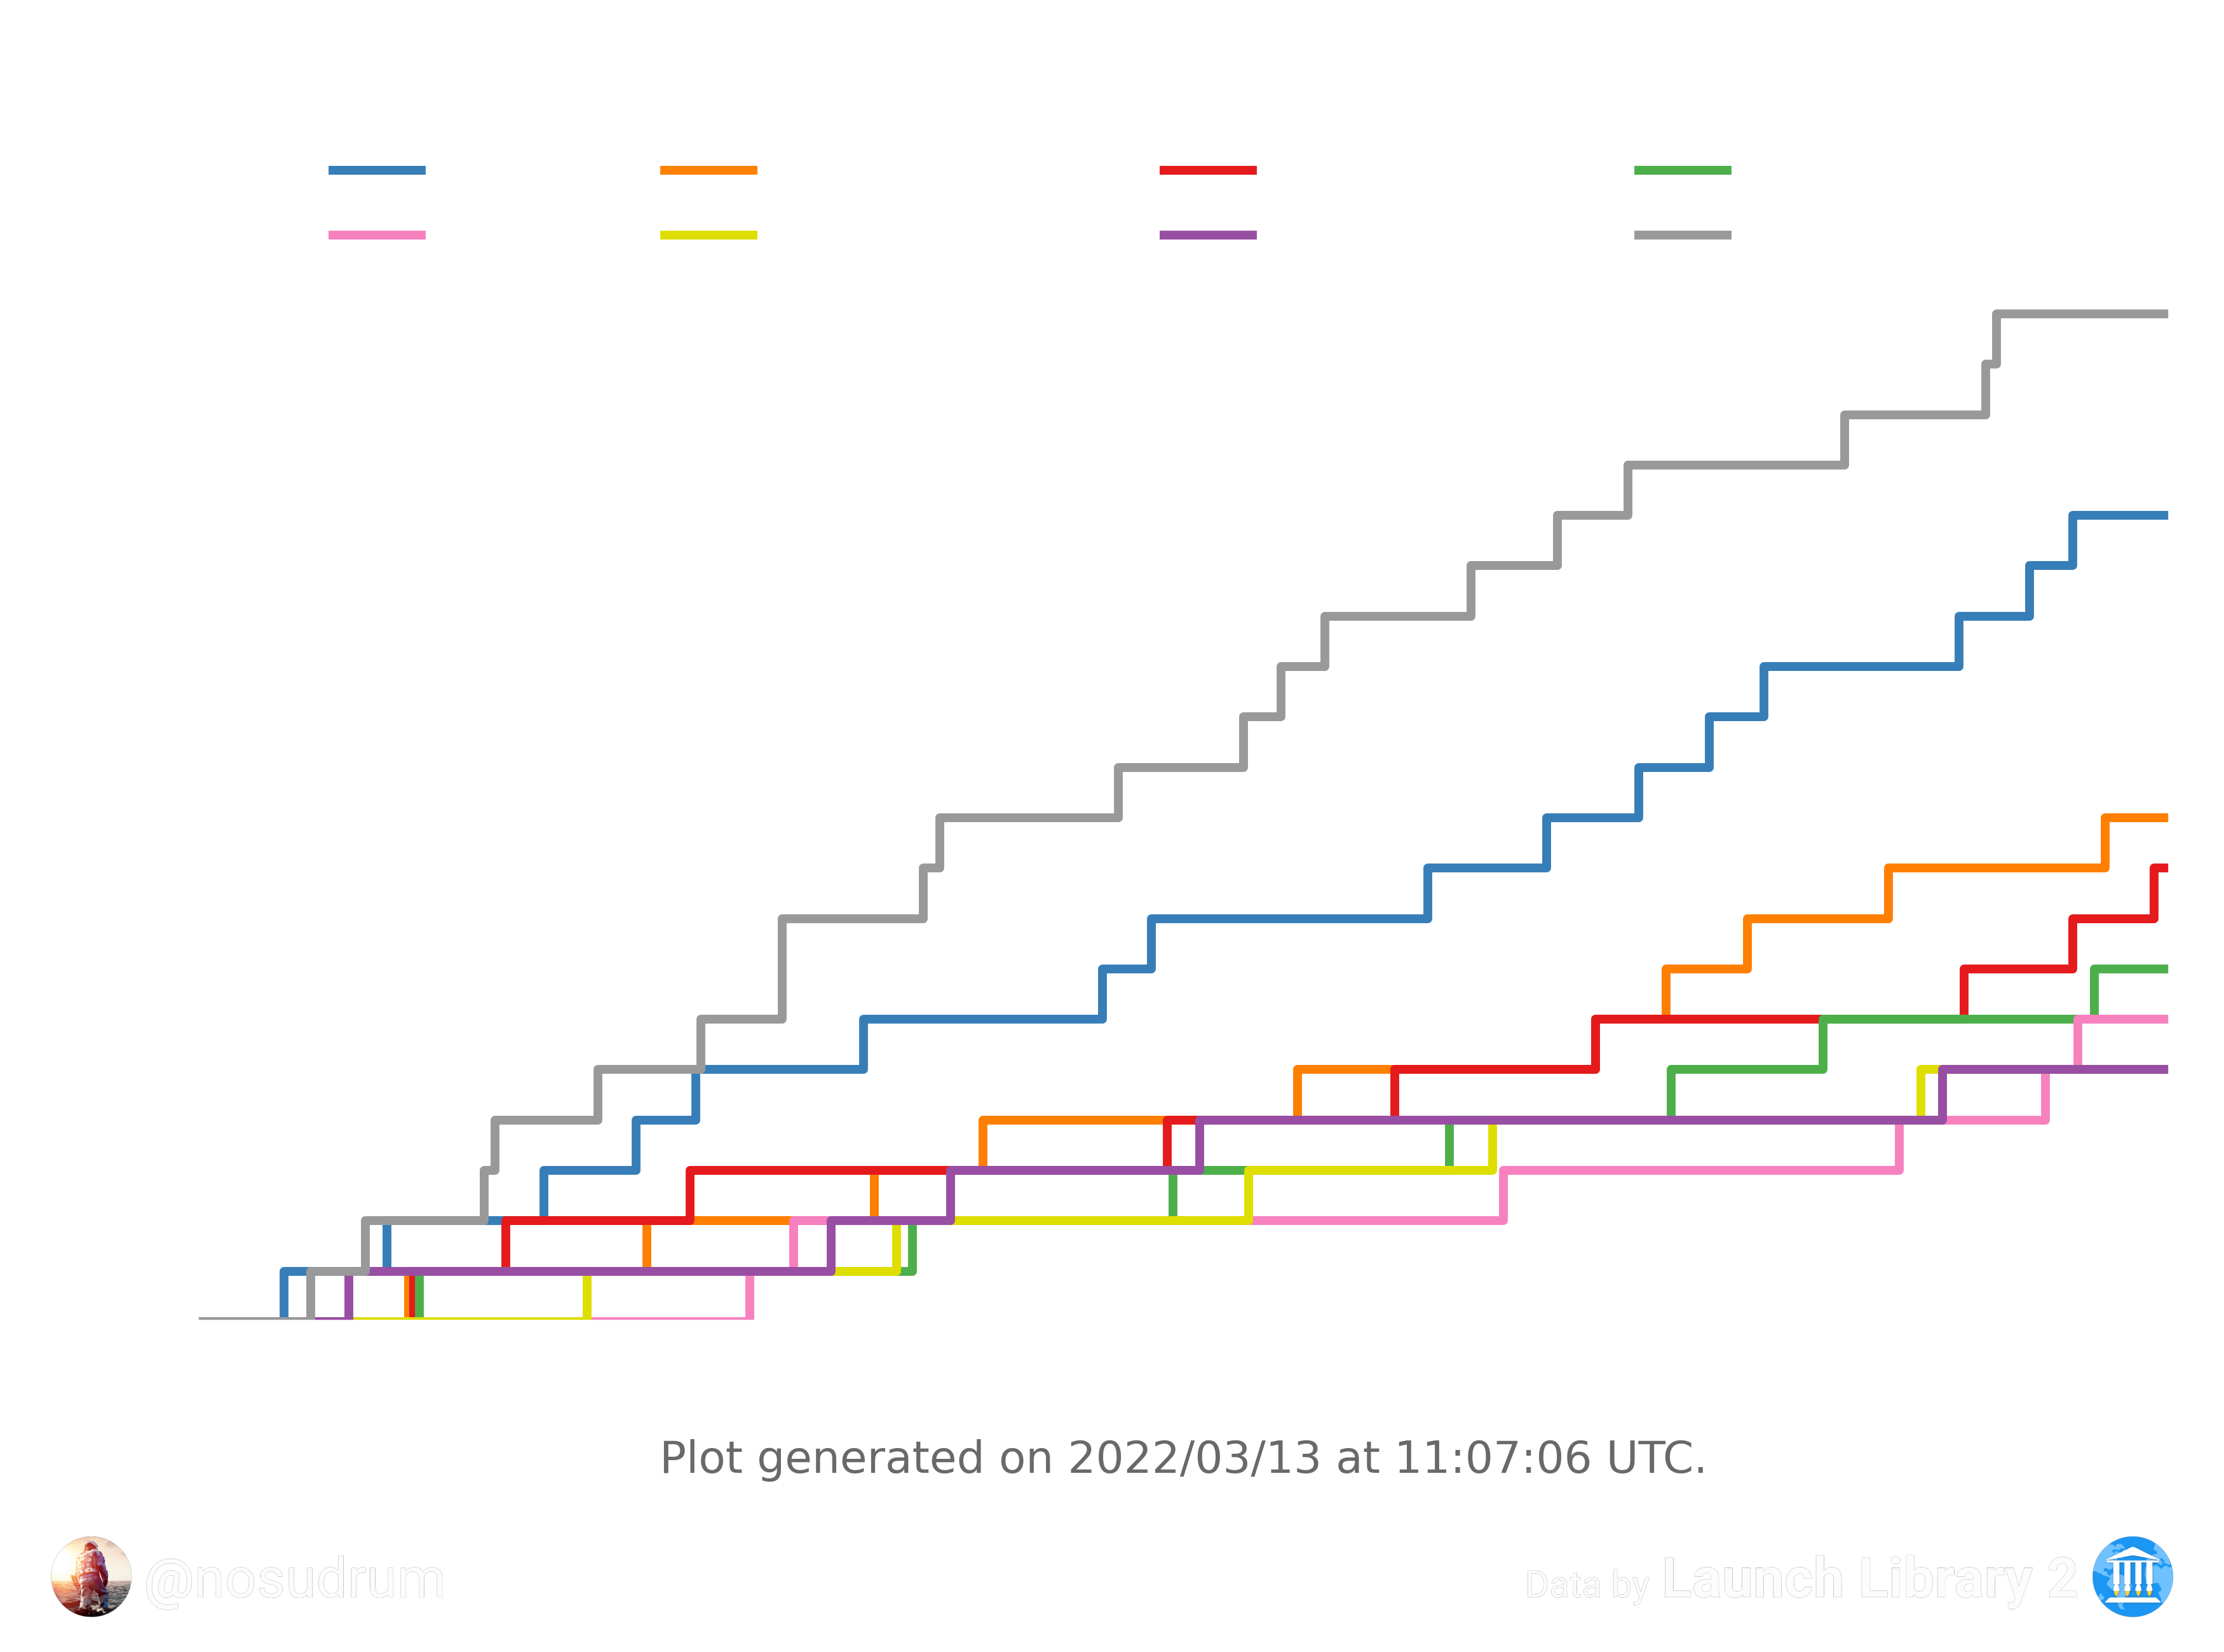 Plot generated on 2022/03/13 at 11:07:06 UTC.
@nosudrum
Data by Launch Library 2